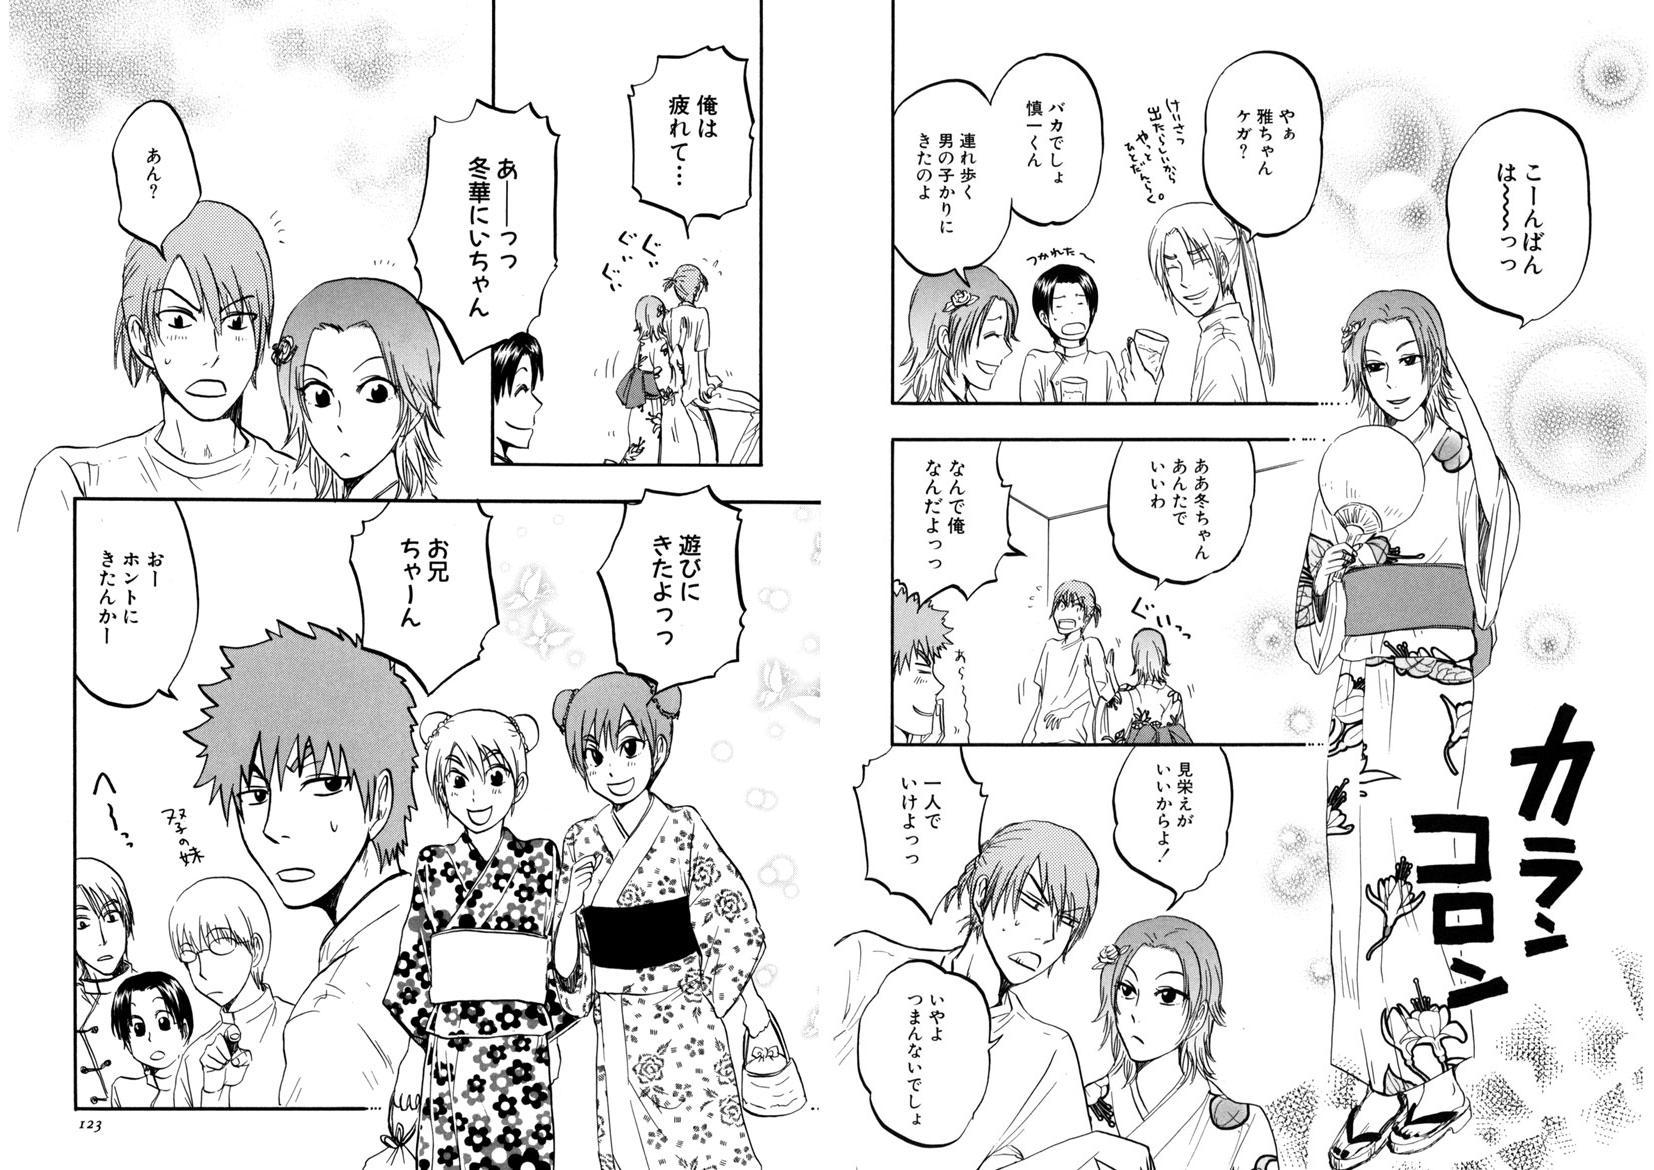 こーんばん
は～～～っっ
カラン
コロン
やぁ
雅ちゃん
ケガ?
けいさつ
出たらしいから
やっと
ひとだんらく。
バカでしょ
慎一くん
連れ歩く
男の子かりに
きたのよ
つかれた～
ああ冬ちゃん
あんたで
いいわ
ぐいっっ
なんで俺
なんだよっっ
あ～～
見栄えが
いいからよ!
一人で
いけよっっ
いやよ
つまんないでしょ
俺は
疲れて…
ぐいぐい
あーーっっ
冬華にいちゃん
あん?
遊びに
きたよっっ
お兄
ちゃーん
おー
ホントに
きたんかー
双子の妹
へ～っ
123